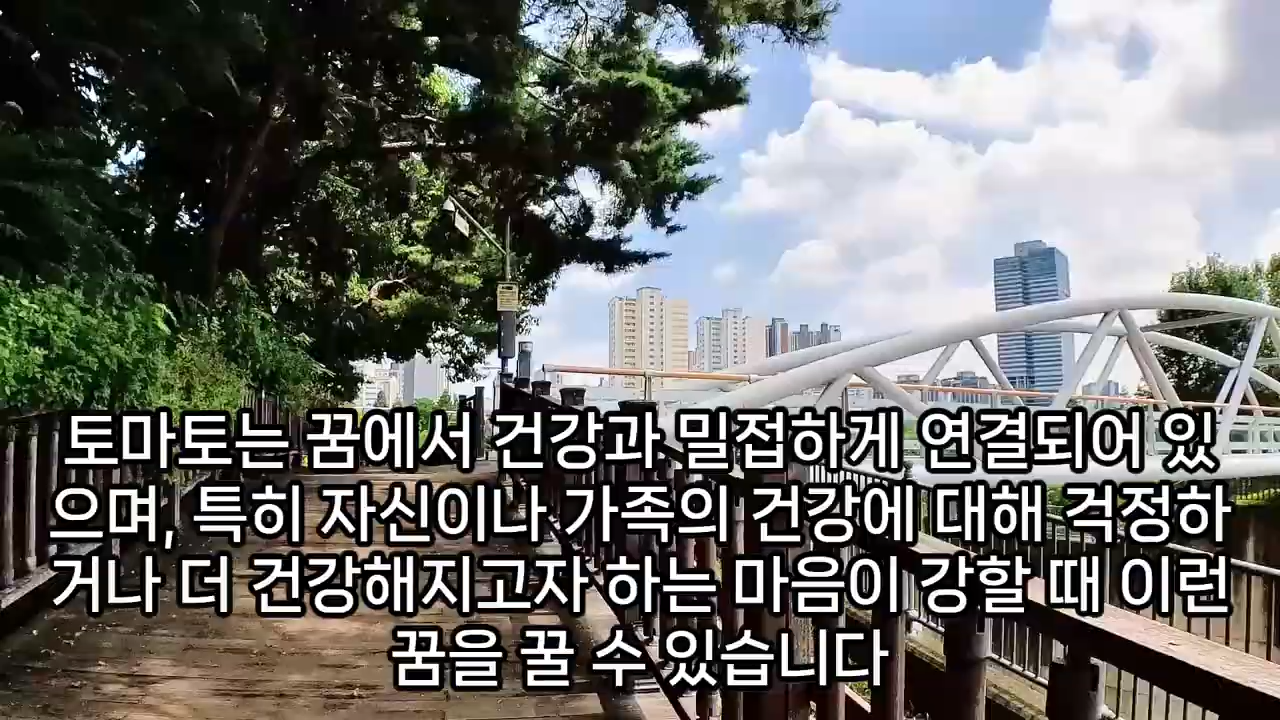 토마토는 꿈에서 건강과 밀접하게 연결되어 있
으며, 특히 자신이나 가족의 건강에 대해 걱정하
거나 더 건강해지고자 하는 마음이 강할 때 이런
꿈을 꿀 수 있습니다